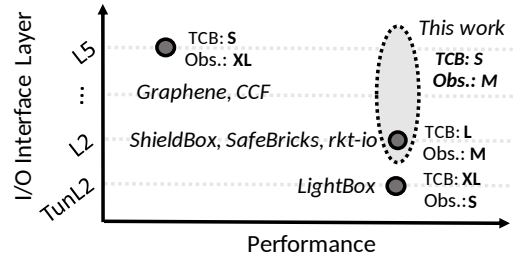 This work
TCB: S
Obs.: M
L5
TCB: S
Obs.: XL
...
Graphene, CCF
L2
ShieldBox, SafeBricks, rkt-io
TCB: L
Obs.: M
TunL2
LightBox
TCB: XL
Obs.:S
I/O Interface Layer
Performance